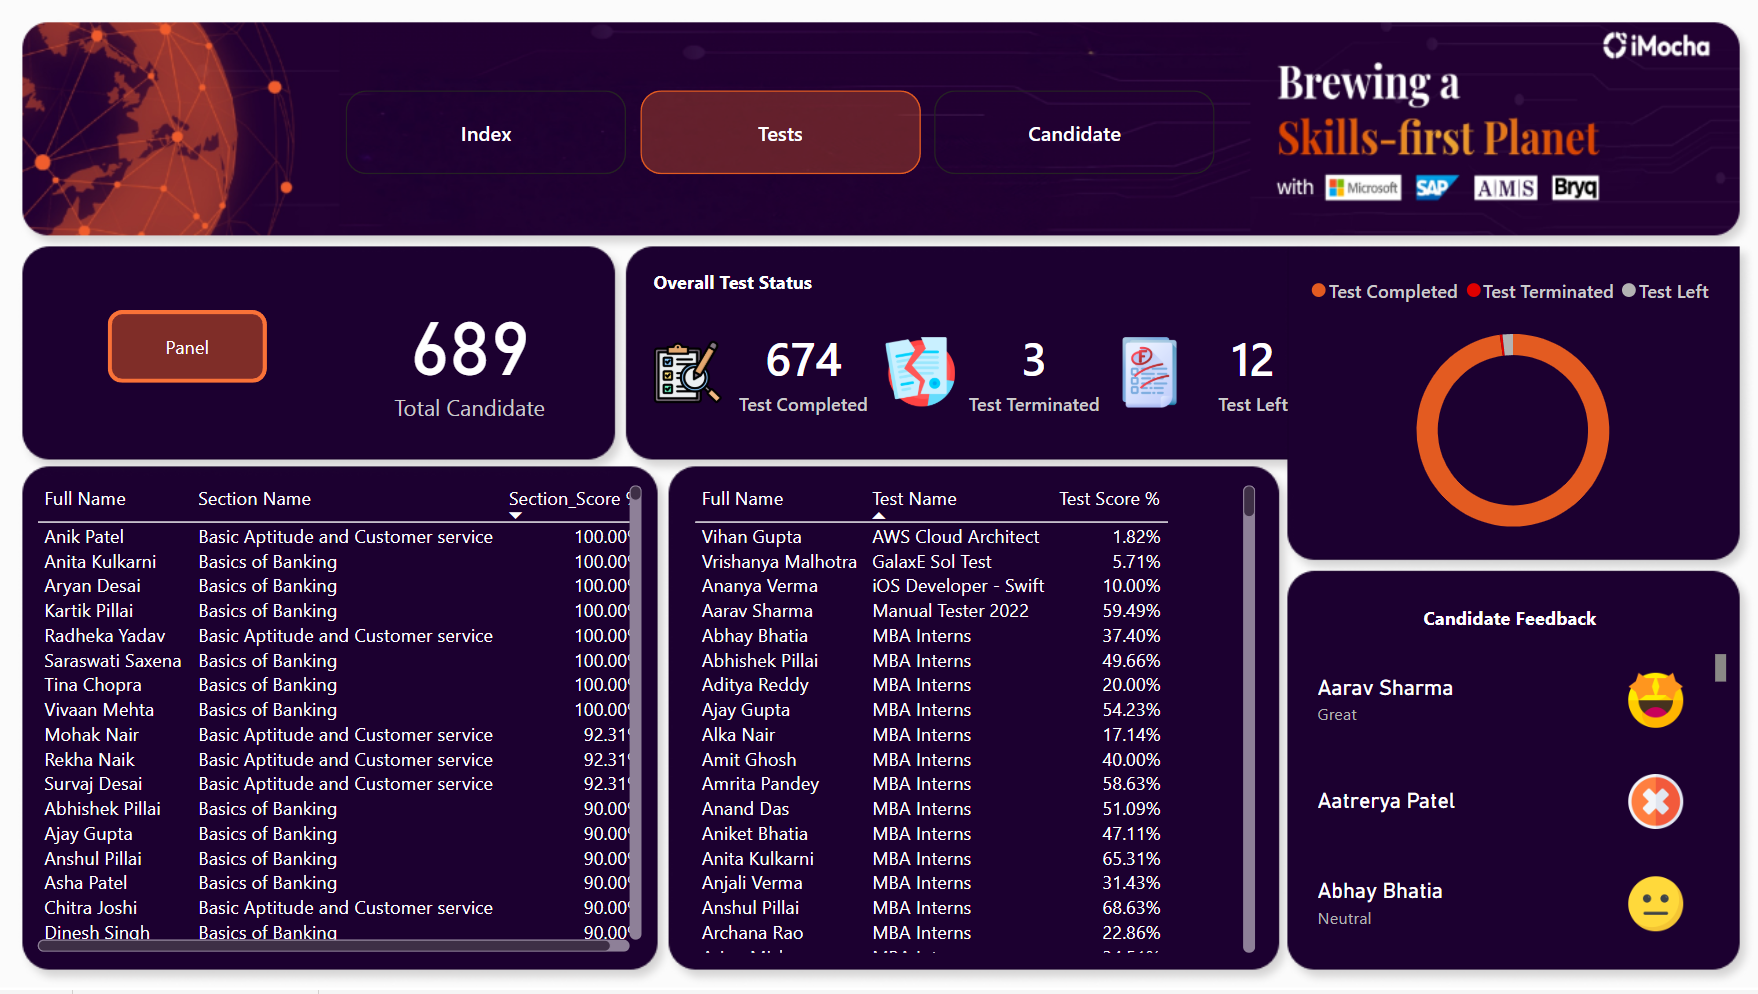 iMocha
Brewing a
Skills-first Planet
with Microsoft SAP A|M|S Bryq
Index
Tests
Candidate
Panel
689
Total Candidate
Overall Test Status
674
Test Completed
3
Test Terminated
12
Test Left
Test Completed Test Terminated Test Left
Full Name Section Name Section_Score %
Anik Patel Basic Aptitude and Customer service 100.00%
Anita Kulkarni Basics of Banking 100.00%
Aryan Desai Basics of Banking 100.00%
Kartik Pillai Basics of Banking 100.00%
Radheka Yadav Basic Aptitude and Customer service 100.00%
Saraswati Saxena Basics of Banking 100.00%
Tina Chopra Basics of Banking 100.00%
Vivaan Mehta Basics of Banking 100.00%
Mohak Nair Basic Aptitude and Customer service 92.31%
Rekha Naik Basic Aptitude and Customer service 92.31%
Survaj Desai Basic Aptitude and Customer service 92.31%
Abhishek Pillai Basics of Banking 90.00%
Ajay Gupta Basics of Banking 90.00%
Anshul Pillai Basics of Banking 90.00%
Asha Patel Basics of Banking 90.00%
Chitra Joshi Basic Aptitude and Customer service 90.00%
Dinesh Singh Basics of Banking 90.00%
Full Name Test Name Test Score %
Vihan Gupta AWS Cloud Architect 1.82%
Vrishanya Malhotra GalaxE Sol Test 5.71%
Ananya Verma iOS Developer - Swift 10.00%
Aarav Sharma Manual Tester 2022 59.49%
Abhay Bhatia MBA Interns 37.40%
Abhishek Pillai MBA Interns 49.66%
Aditya Reddy MBA Interns 20.00%
Ajay Gupta MBA Interns 54.23%
Alka Nair MBA Interns 17.14%
Amit Ghosh MBA Interns 40.00%
Amrita Pandey MBA Interns 58.63%
Anand Das MBA Interns 51.09%
Aniket Bhatia MBA Interns 47.11%
Anita Kulkarni MBA Interns 65.31%
Anjali Verma MBA Interns 31.43%
Anshul Pillai MBA Interns 68.63%
Archana Rao MBA Interns 22.86%
Candidate Feedback
Aarav Sharma
Great
Aatrerya Patel
Abhay Bhatia
Neutral